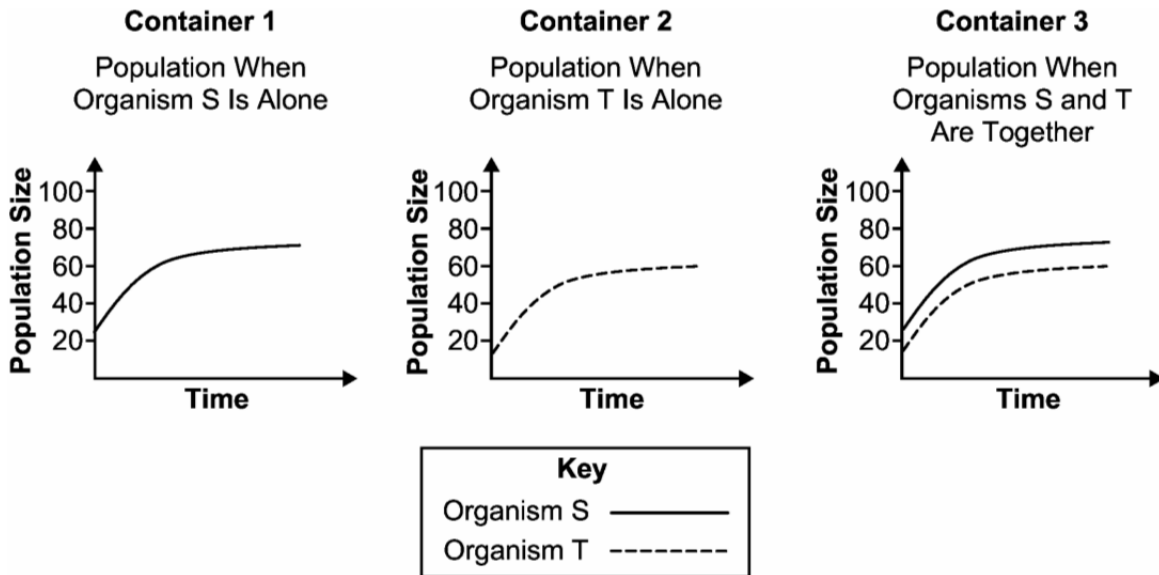 Container 1
Population When
Organism S Is Alone
Population Size
100
80
60
40
20
Time
Container 2
Population When
Organism T Is Alone
Population Size
100
80
60
40
20
Time
Container 3
Population When
Organisms S and T
Are Together
Population Size
100
80
60
40
20
Time
Key
Organism S
Organism T